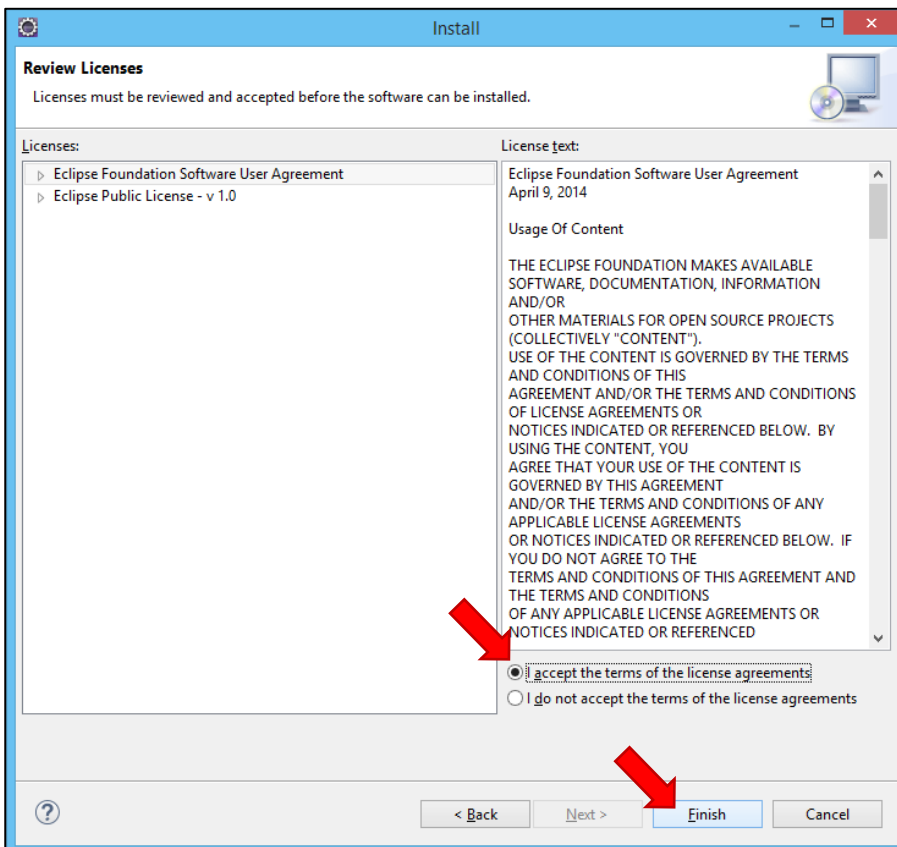 Install
Review Licenses
Licenses must be reviewed and accepted before the software can be installed.
Licenses:
Eclipse Foundation Software User Agreement
Eclipse Public License - v 1.0
License text:
Eclipse Foundation Software User Agreement
April 9, 2014
Usage Of Content
THE ECLIPSE FOUNDATION MAKES AVAILABLE
SOFTWARE, DOCUMENTATION, INFORMATION
AND/OR
OTHER MATERIALS FOR OPEN SOURCE PROJECTS
(COLLECTIVELY "CONTENT").
USE OF THE CONTENT IS GOVERNED BY THE TERMS
AND CONDITIONS OF THIS
AGREEMENT AND/OR THE TERMS AND CONDITIONS
OF LICENSE AGREEMENTS OR
NOTICES INDICATED OR REFERENCED BELOW.  BY
USING THE CONTENT, YOU
AGREE THAT YOUR USE OF THE CONTENT IS
GOVERNED BY THIS AGREEMENT
AND/OR THE TERMS AND CONDITIONS OF ANY
APPLICABLE LICENSE AGREEMENTS
OR NOTICES INDICATED OR REFERENCED BELOW.  IF
YOU DO NOT AGREE TO THE
TERMS AND CONDITIONS OF THIS AGREEMENT AND
THE TERMS AND CONDITIONS
OF ANY APPLICABLE LICENSE AGREEMENTS OR
NOTICES INDICATED OR REFERENCED
I accept the terms of the license agreements
I do not accept the terms of the license agreements
?
< Back
Next >
Finish
Cancel